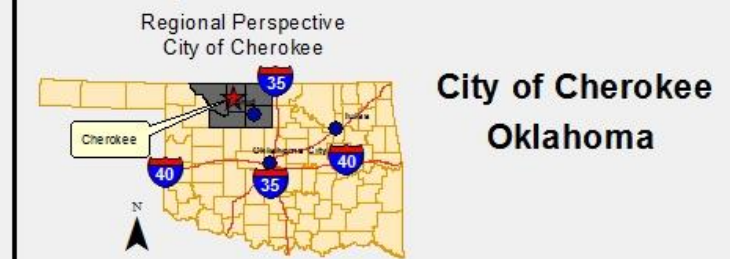 Regional Perspective
City of Cherokee
35
City of Cherokee
Oklahoma
Cherokee
Tulsa
Oklahoma City
40
40
35
N